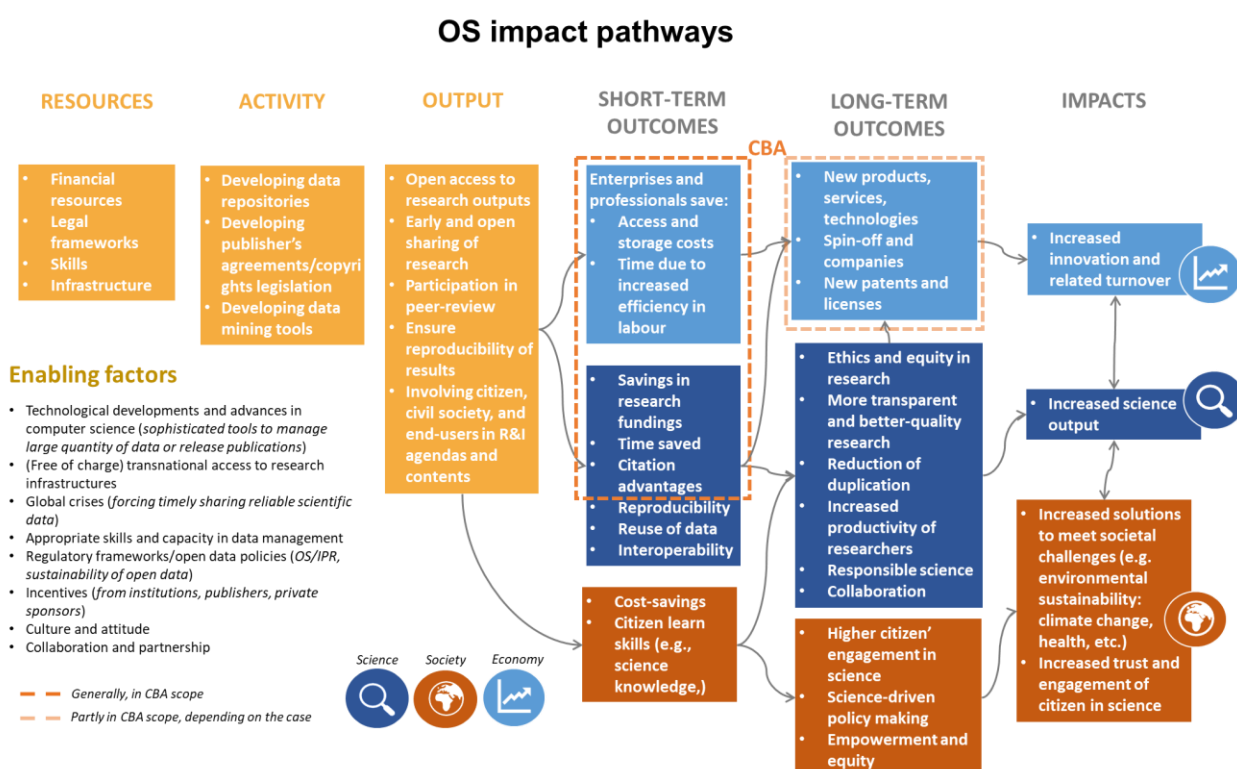 OS impact pathways
RESOURCES
ACTIVITY
OUTPUT
SHORT-TERM
OUTCOMES
LONG-TERM
OUTCOMES
IMPACTS
CBA
• Financial
resources
• Legal
frameworks
• Skills
• Infrastructure
• Developing data
repositories
• Developing
publisher's
agreements/copyri
ghts legislation
• Developing data
mining tools
• Open access to
research outputs
• Early and open
sharing of
research
• Participation in
peer-review
• Ensure
reproducibility of
results
• Involving citizen,
civil society, and
end-users in R&I
agendas and
contents
Enterprises and
professionals save:
• Access and
storage costs
• Time due to
increased
efficiency in
labour
• Savings in
research
fundings
• Time saved
• Citation
advantages
• Reproducibility
• Reuse of data
• Interoperability
• Cost-savings
• Citizen learn
skills (e.g.,
science
knowledge,)
• New products,
services,
technologies
• Spin-off and
companies
• New patents and
licenses
• Ethics and equity in
research
• More transparent
and better-quality
research
• Reduction of
duplication
• Increased
productivity of
researchers
• Responsible science
• Collaboration
• Higher citizen'
engagement in
science
• Science-driven
policy making
• Empowerment and
equity
• Increased
innovation and
related turnover
• Increased science
output
• Increased solutions
to meet societal
challenges (e.g.
environmental
sustainability:
climate change,
health, etc.)
• Increased trust and
engagement of
citizen in science
Enabling factors
• Technological developments and advances in
computer science (sophisticated tools to manage
large quantity of data or release publications)
• (Free of charge) transnational access to research
infrastructures
• Global crises (forcing timely sharing reliable scientific
data)
• Appropriate skills and capacity in data management
• Regulatory frameworks/open data policies (OS/IPR,
sustainability of open data)
• Incentives (from institutions, publishers, private
sponsors)
• Culture and attitude
• Collaboration and partnership
Science
Society
Economy
Generally, in CBA scope
Partly in CBA scope, depending on the case